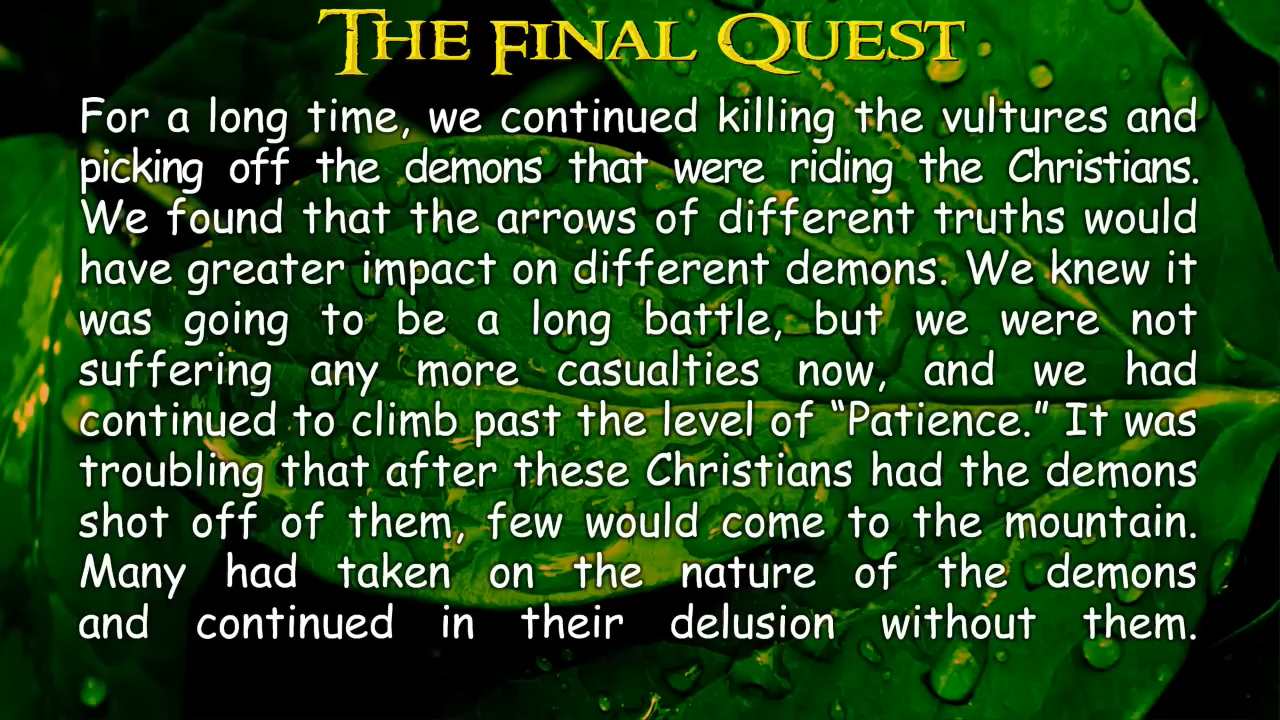 The Final Quest
For a long time, we continued killing the vultures and
picking off the demons that were riding the Christians.
We found that the arrows of different truths would
have greater impact on different demons. We knew it
was going to be a long battle, but we were not
suffering any more casualties now, and we had
continued to climb past the level of “Patience.” It was
troubling that after these Christians had the demons
shot off of them, few would come to the mountain.
Many had taken on the nature of the demons
and continued in their delusion without them.